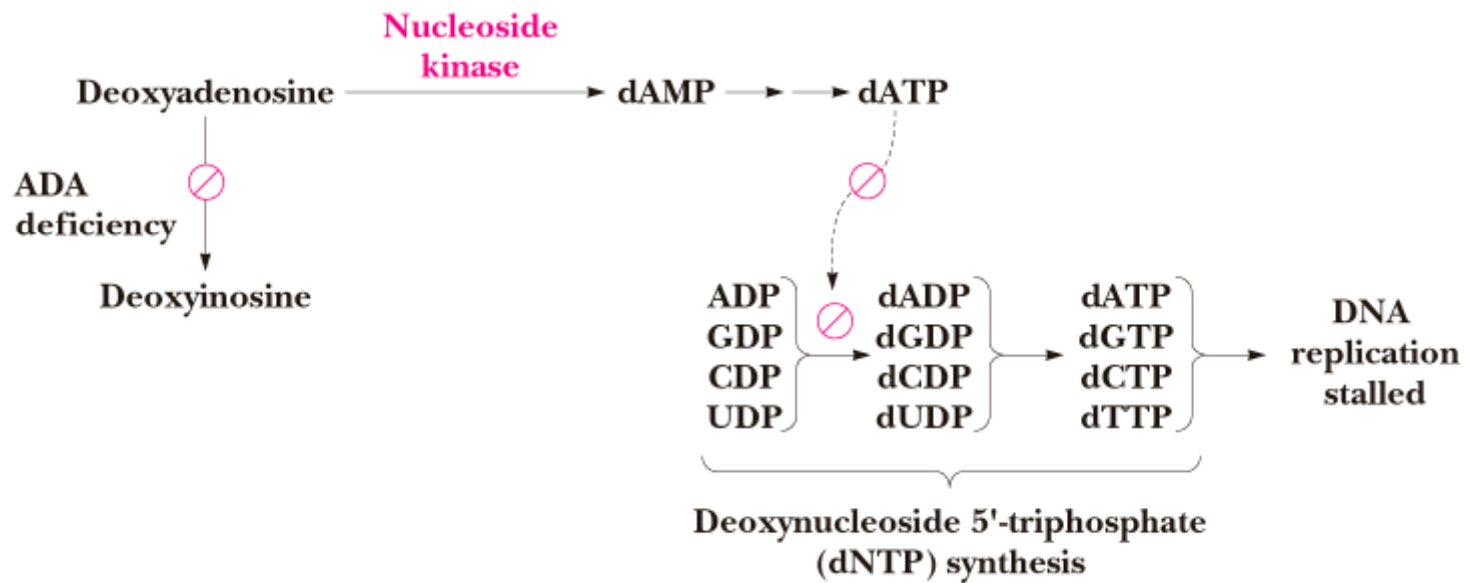 Nucleoside
kinase
Deoxyadenosine
dAMP
dATP
ADA
deficiency
Deoxyinosine
ADP
GDP
CDP
UDP
dADP
dGDP
dCDP
dUDP
dATP
dGTP
dCTP
dTTP
DNA
replication
stalled
Deoxynucleoside 5'-triphosphate
(dNTP) synthesis